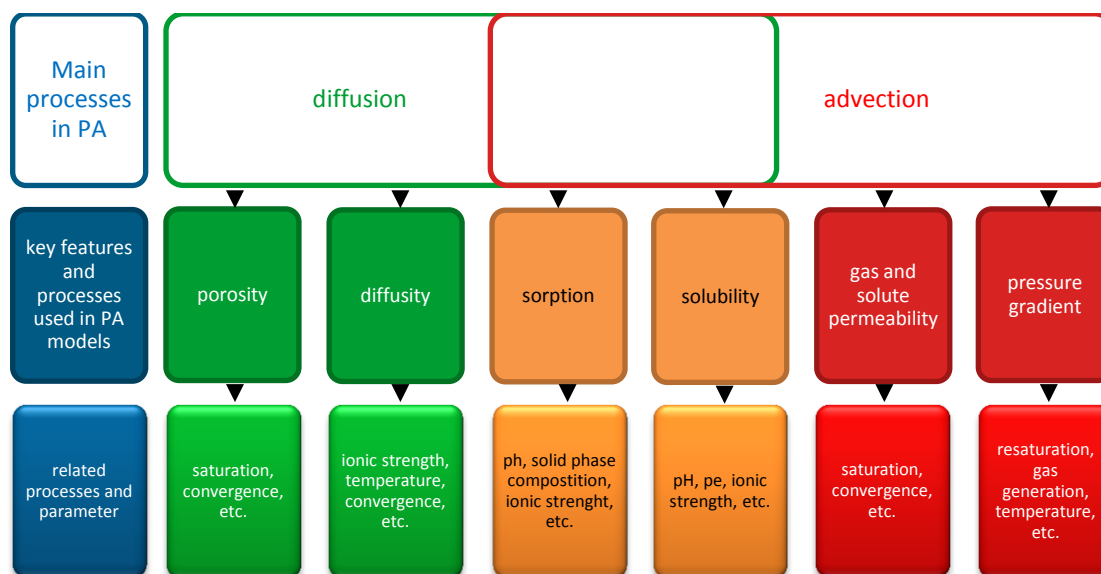 Main
processes
in PA
diffusion
advection
key features
and
processes
used in PA
models
porosity
diffusity
sorption
solubility
gas and
solute
permeability
pressure
gradient
related
processes and
parameter
saturation,
convergence,
etc.
ionic strength,
temperature,
convergence,
etc.
ph, solid phase
compostition,
ionic strenght,
etc.
pH, pe, ionic
strength, etc.
saturation,
convergence,
etc.
resaturation,
gas
generation,
temperature,
etc.